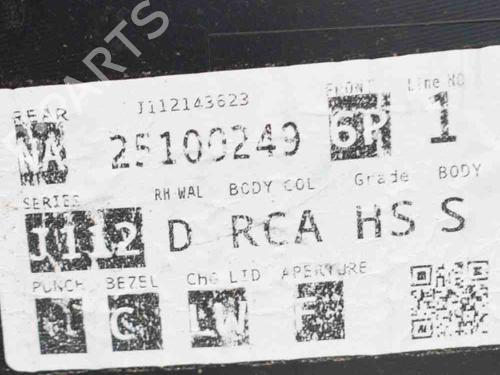 PARTS
J112143623
REAR FRONT Line NO
NA 25100249 6P 1
SERIES RH WAL BODY COL Grade BODY
J112 D RCA HS S
PUNCH BEZEL Chg LID APERTURE
C LW F